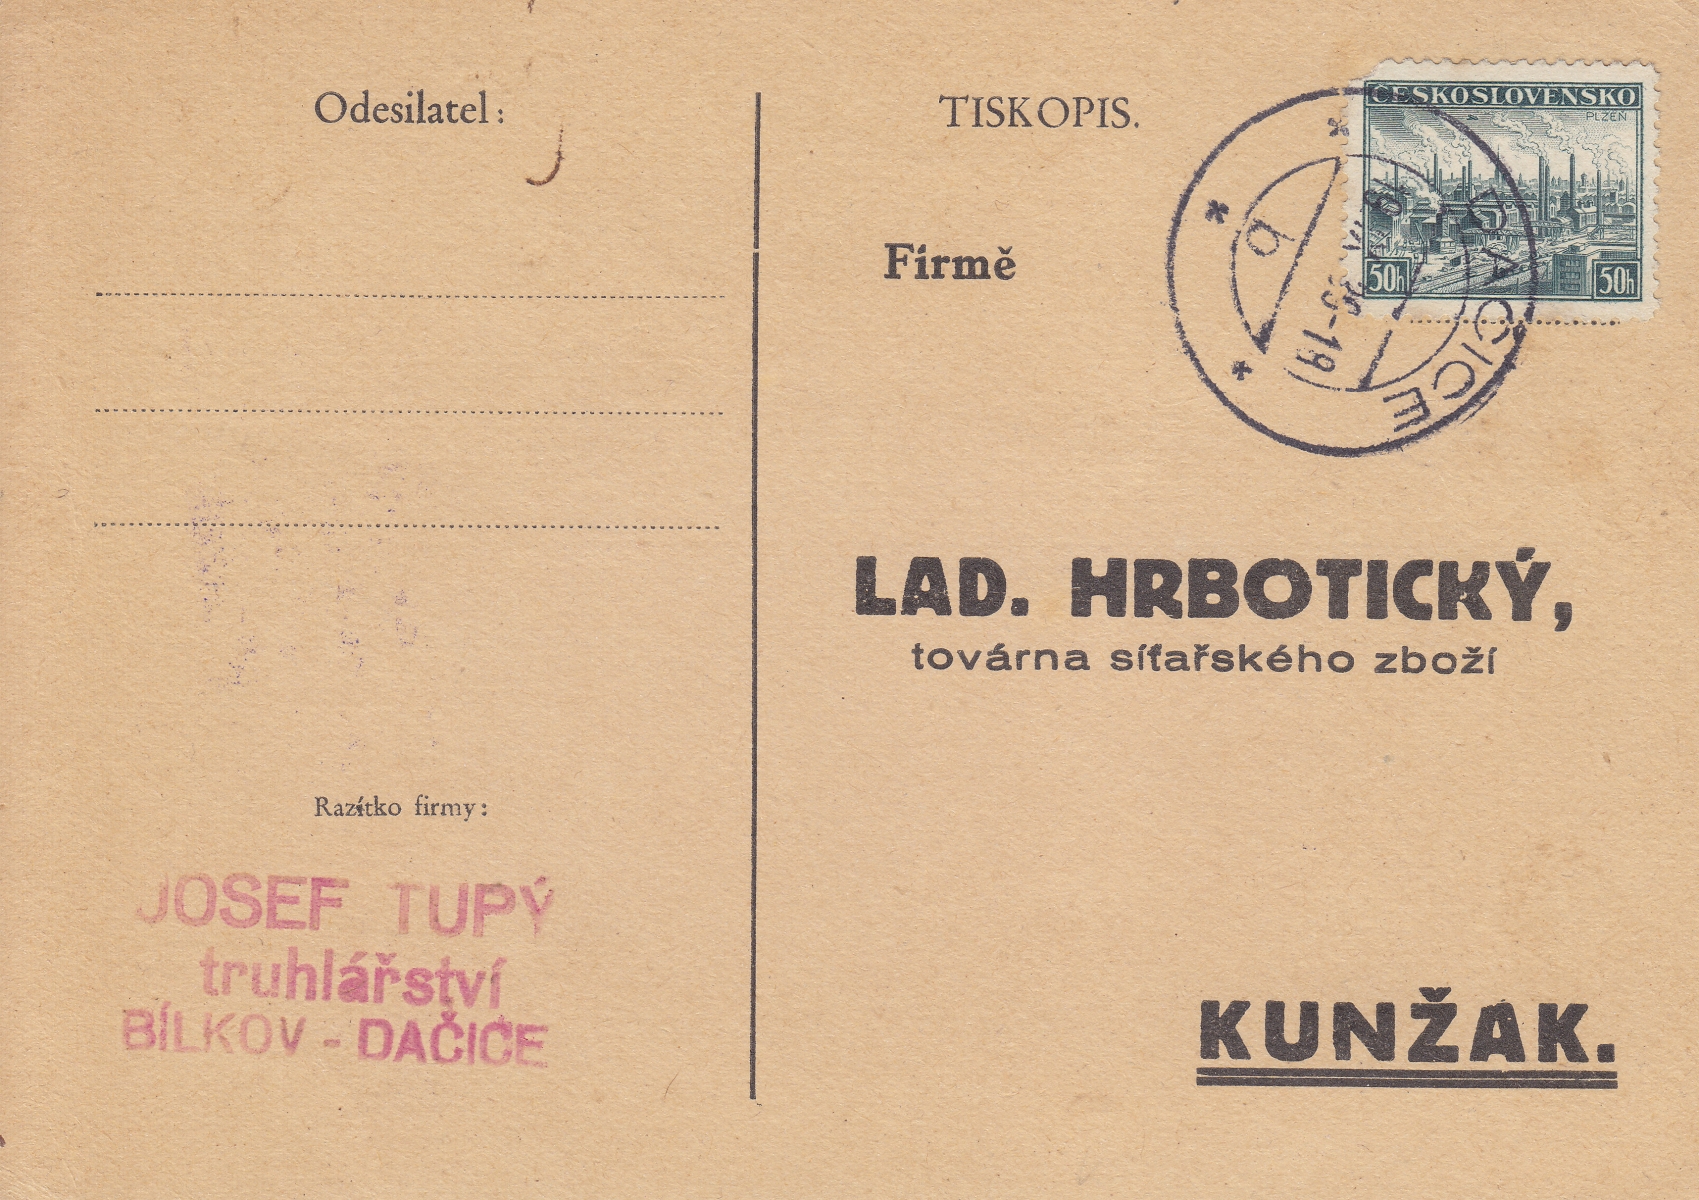 Odesilatel:
TISKOPIS.
ČESKOSLOVENSKO
PLZEŇ
50h 50h
DAČICE
b
Firmě
LAD. HRBOTICKÝ,
továrna síťařského zboží
Razítko firmy:
JOSEF TUPÝ
truhlářství
BÍLKOV - DAČICE
KUNŽAK.